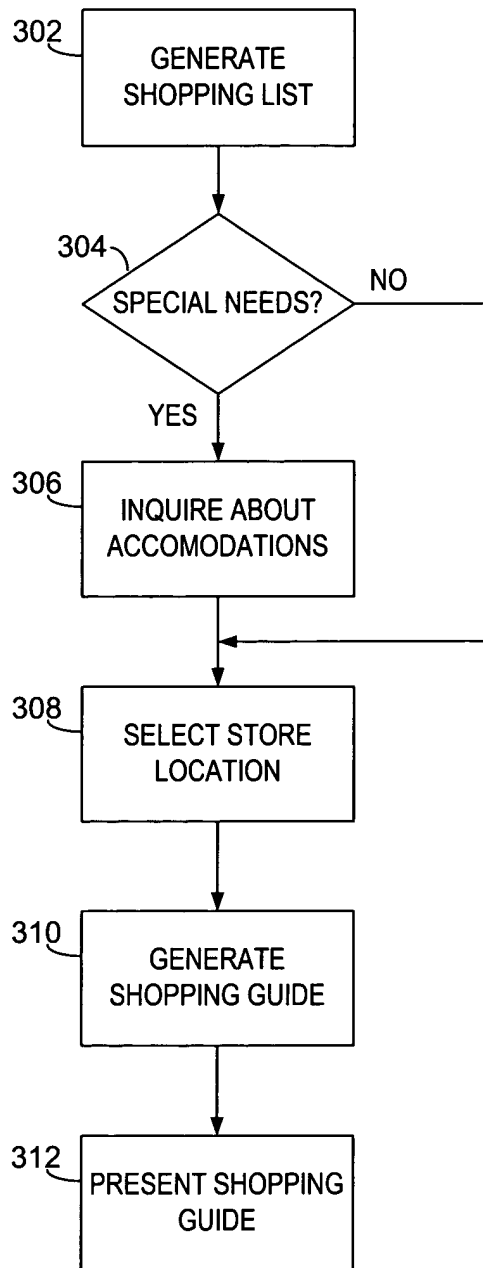 302
GENERATE
SHOPPING LIST
304
SPECIAL NEEDS?
NO
YES
306
INQUIRE ABOUT
ACCOMODATIONS
308
SELECT STORE
LOCATION
310
GENERATE
SHOPPING GUIDE
312
PRESENT SHOPPING
GUIDE